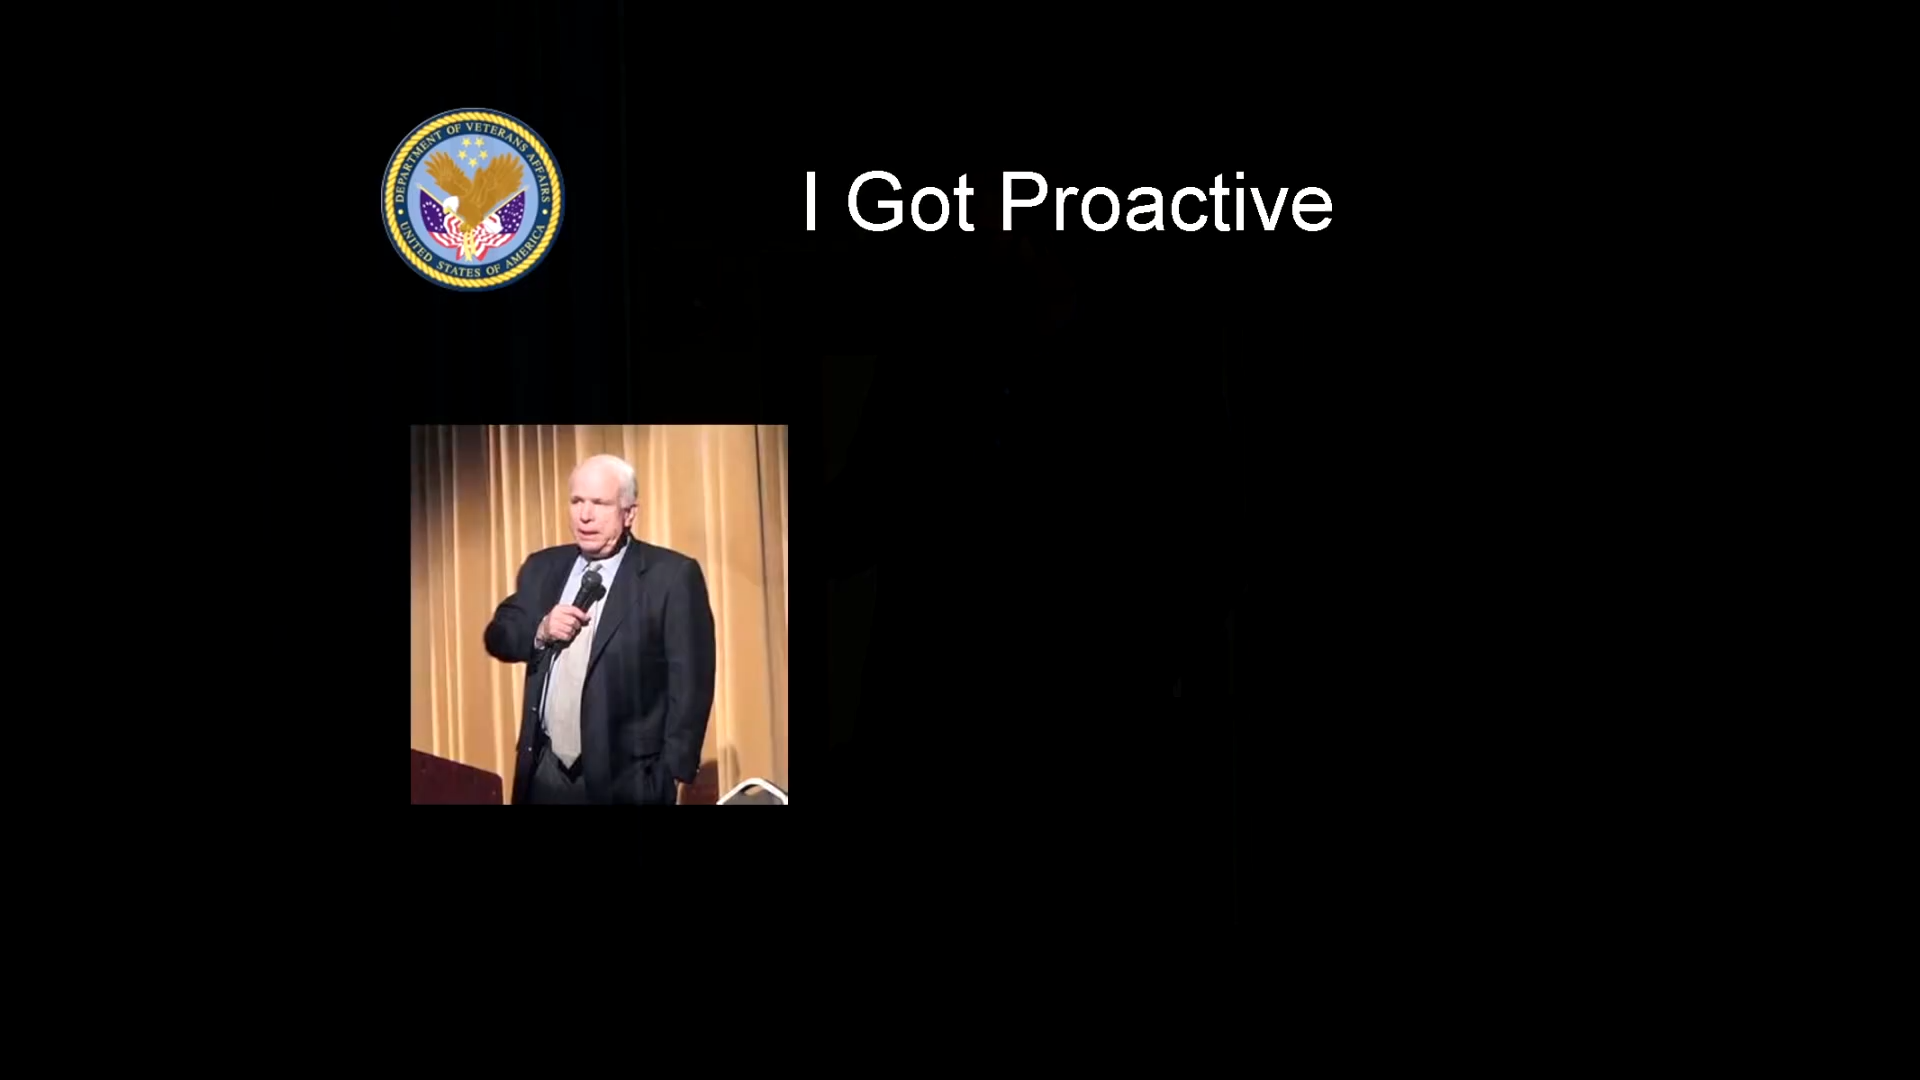 DEPARTMENT OF VETERANS AFFAIRS
UNITED STATES OF AMERICA
I Got Proactive